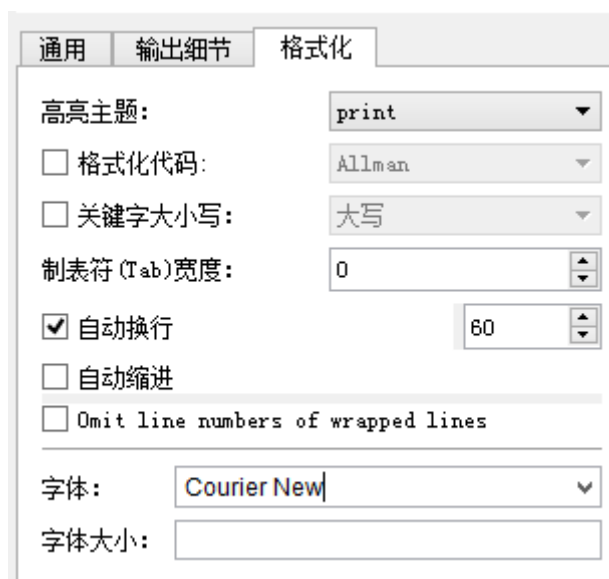 通用 输出细节 格式化
高亮主题: print
格式化代码: Allman
关键字大小写: 大写
制表符(Tab)宽度: 0
自动换行 60
自动缩进
Omit line numbers of wrapped lines
字体: Courier New
字体大小: